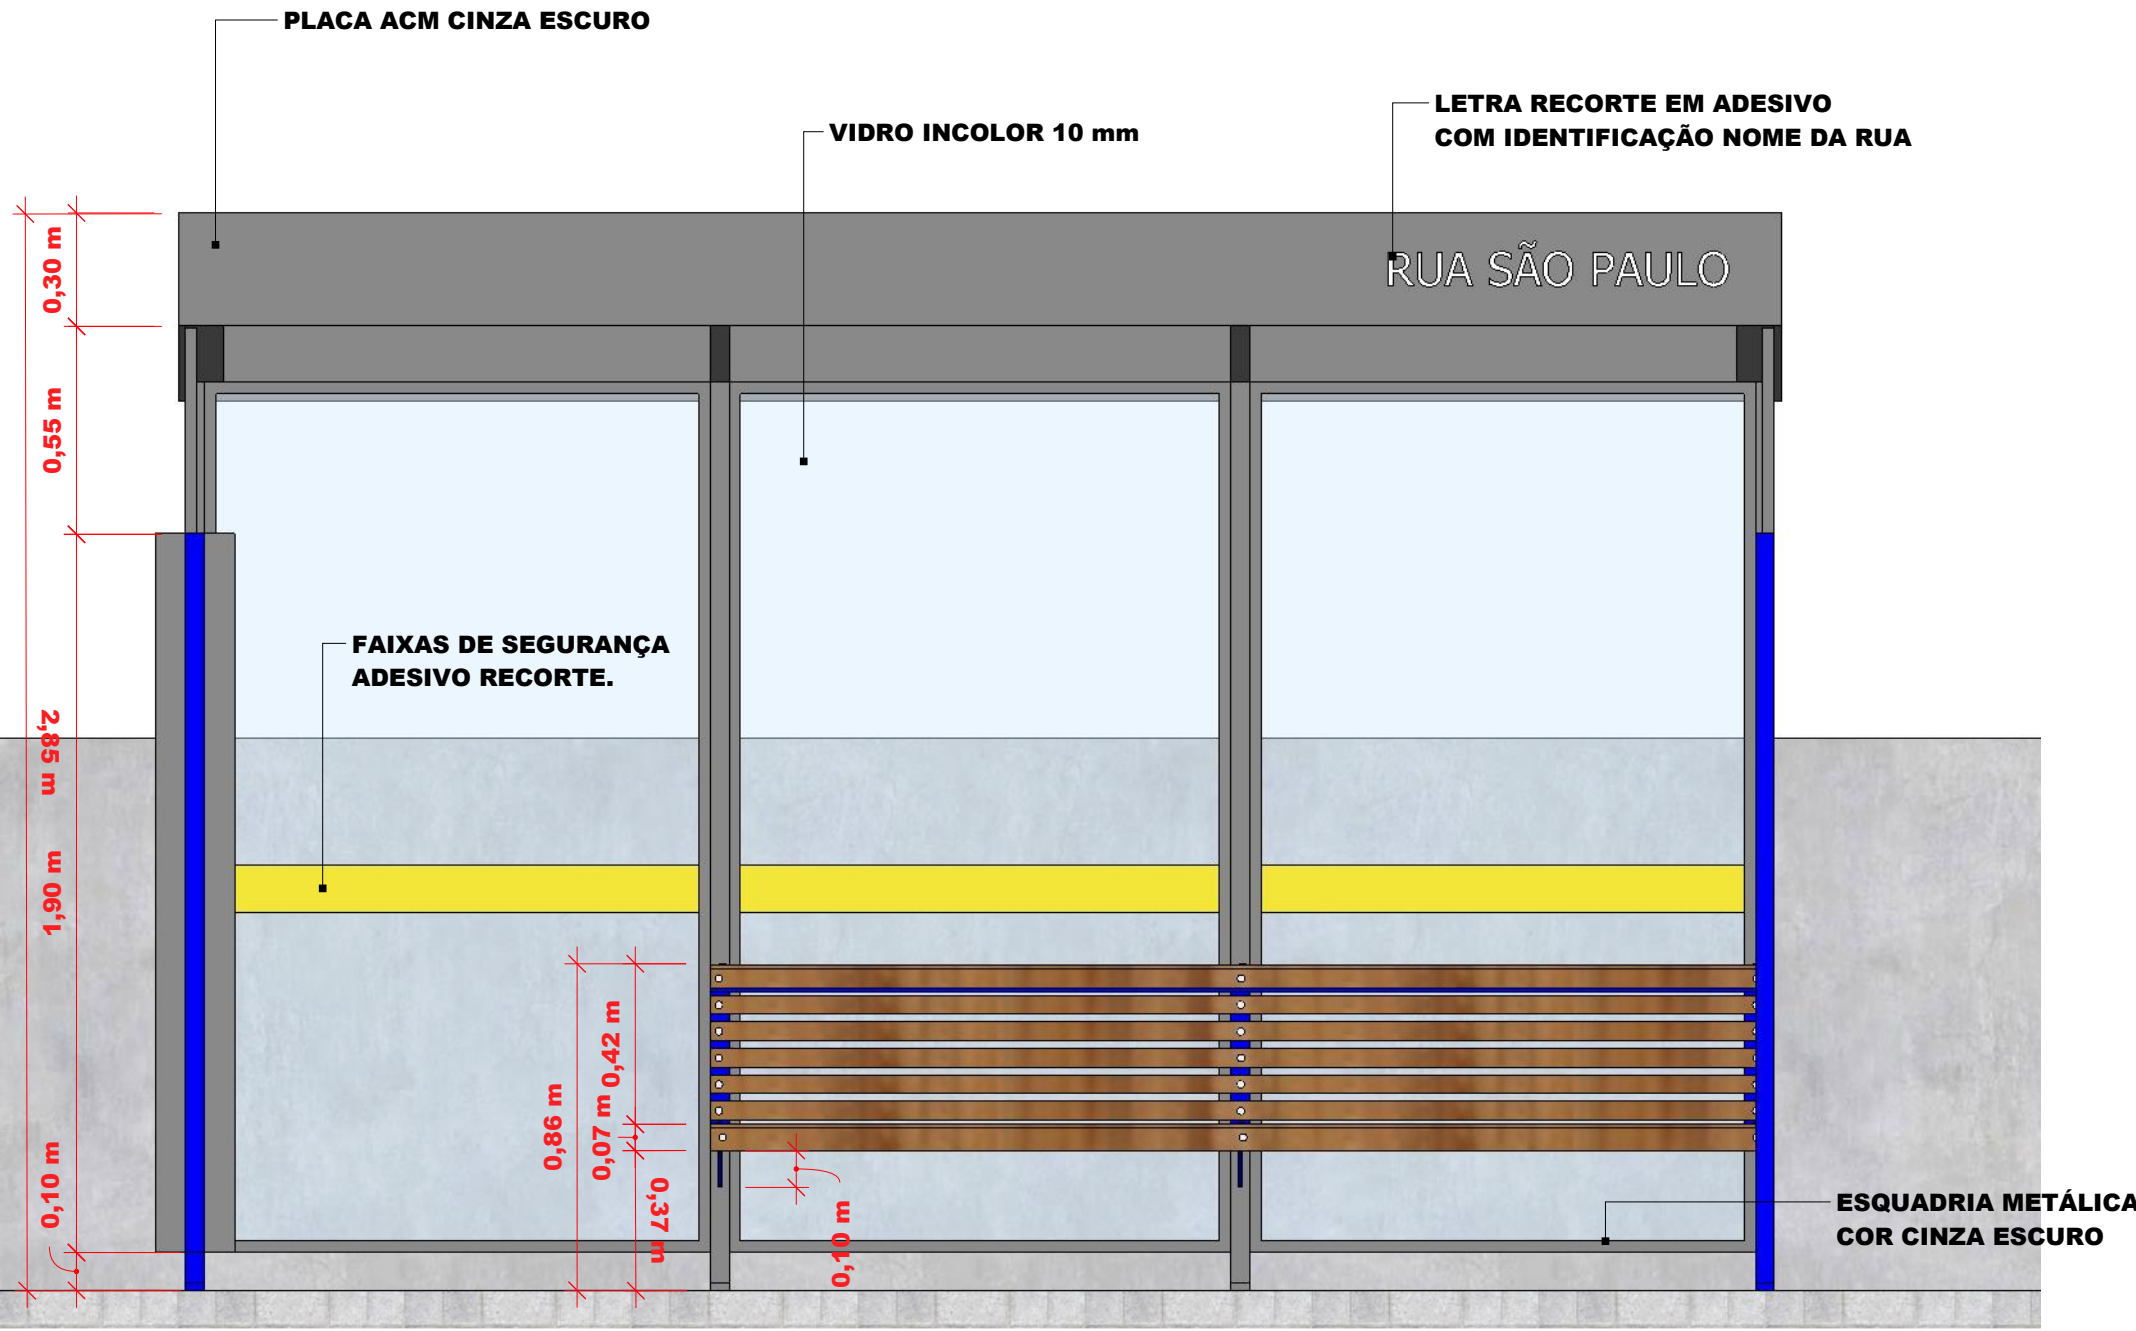 PLACA ACM CINZA ESCURO
LETRA RECORTE EM ADESIVO
COM IDENTIFICAÇÃO NOME DA RUA
VIDRO INCOLOR 10 mm
0,30 m
RUA SÃO PAULO
0,55 m
FAIXAS DE SEGURANÇA
ADESIVO RECORTE.
2,85 m
1,90 m
0,42 m
0,86 m
0,07 m
0,10 m
0,37 m
0,10 m
ESQUADRIA METÁLICA
COR CINZA ESCURO